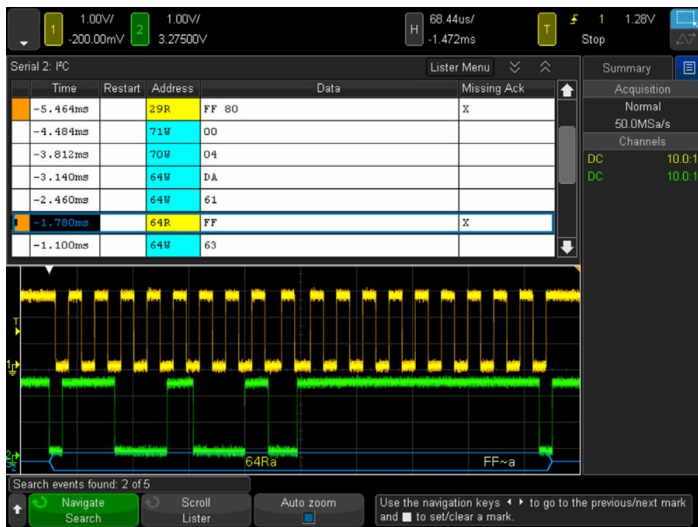 1 1.00V/ 2 1.00V/ H 68.44us/ T 1 1.28V
-200.00mV 3.27500V -1.472ms Stop
Serial 2: I²C Lister Menu Summary
Time Restart Address Data Missing Ack
-5.464ms 29R FF 80 X
-4.484ms 71W 00
-3.812ms 70W 04
-3.140ms 64W DA
-2.460ms 64W 61
-1.780ms 64R FF X
-1.100ms 64W 63
Acquisition
Normal
50.0MSa/s
Channels
DC 10.0:1
DC 10.0:1
T
1
2
64Ra FF~a
Search events found: 2 of 5
Navigate Search
Scroll Lister
Auto zoom
Use the navigation keys to go to the previous/next mark
and to set/clear a mark.